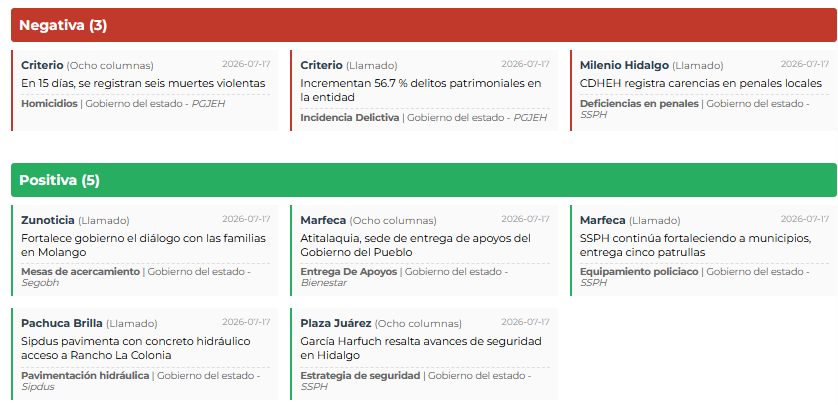 Negativa (3)
Criterio (Ocho columnas) 2026-07-17
En 15 días, se registran seis muertes violentas
Homicidios | Gobierno del estado - PGJEH
Criterio (Llamado) 2026-07-17
Incrementan 56.7 % delitos patrimoniales en
la entidad
Incidencia Delictiva | Gobierno del estado - PGJEH
Milenio Hidalgo (Llamado) 2026-07-17
CDHEH registra carencias en penales locales
Deficiencias en penales | Gobierno del estado -
SSPH
Positiva (5)
Zunoticia (Llamado) 2026-07-17
Fortalece gobierno el diálogo con las familias
en Molango
Mesas de acercamiento | Gobierno del estado -
Segobh
Marfeca (Ocho columnas) 2026-07-17
Atitalaquia, sede de entrega de apoyos del
Gobierno del Pueblo
Entrega De Apoyos | Gobierno del estado -
Bienestar
Marfeca (Llamado) 2026-07-17
SSPH continúa fortaleciendo a municipios,
entrega cinco patrullas
Equipamiento policiaco | Gobierno del estado -
SSPH
Pachuca Brilla (Llamado) 2026-07-17
Sipdus pavimenta con concreto hidráulico
acceso a Rancho La Colonia
Pavimentación hidráulica | Gobierno del estado -
Sipdus
Plaza Juárez (Ocho columnas) 2026-07-17
García Harfuch resalta avances de seguridad
en Hidalgo
Estrategia de seguridad | Gobierno del estado -
SSPH